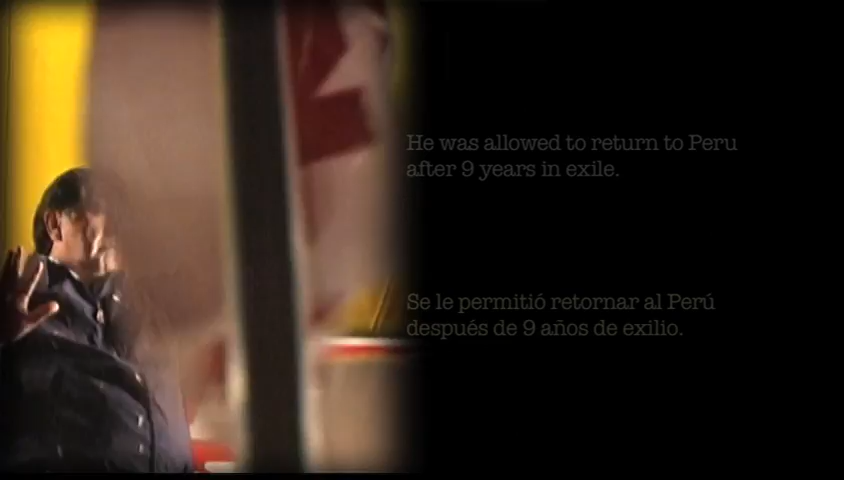 He was allowed to return to Peru
after 9 years in exile.
Se le permitió retornar al Perú
después de 9 años de exilio.